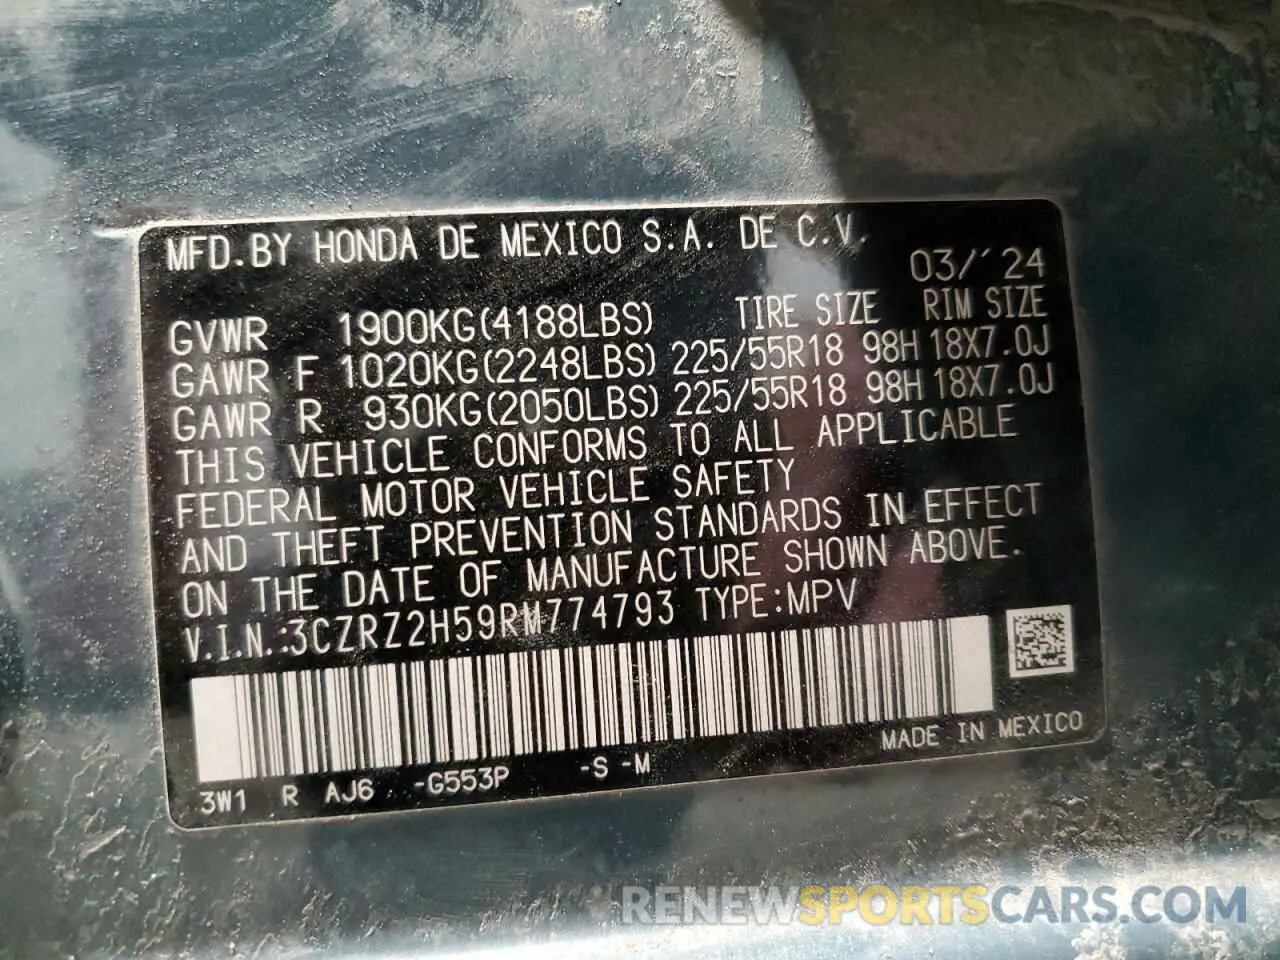 MFD.BY HONDA DE MEXICO S.A. DE C.V.
03/´24
GVWR 1900KG(4188LBS) TIRE SIZE RIM SIZE
GAWR F 1020KG(2248LBS) 225/55R18 98H 18X7.0J
GAWR R 930KG(2050LBS) 225/55R18 98H 18X7.0J
THIS VEHICLE CONFORMS TO ALL APPLICABLE
FEDERAL MOTOR VEHICLE SAFETY
AND THEFT PREVENTION STANDARDS IN EFFECT
ON THE DATE OF MANUFACTURE SHOWN ABOVE.
V.I.N.:3CZRZ2H59RM774793 TYPE:MPV
MADE IN MEXICO
3W1 R AJ6 -G553P -S -M
RENEWSPORTSCARS.COM